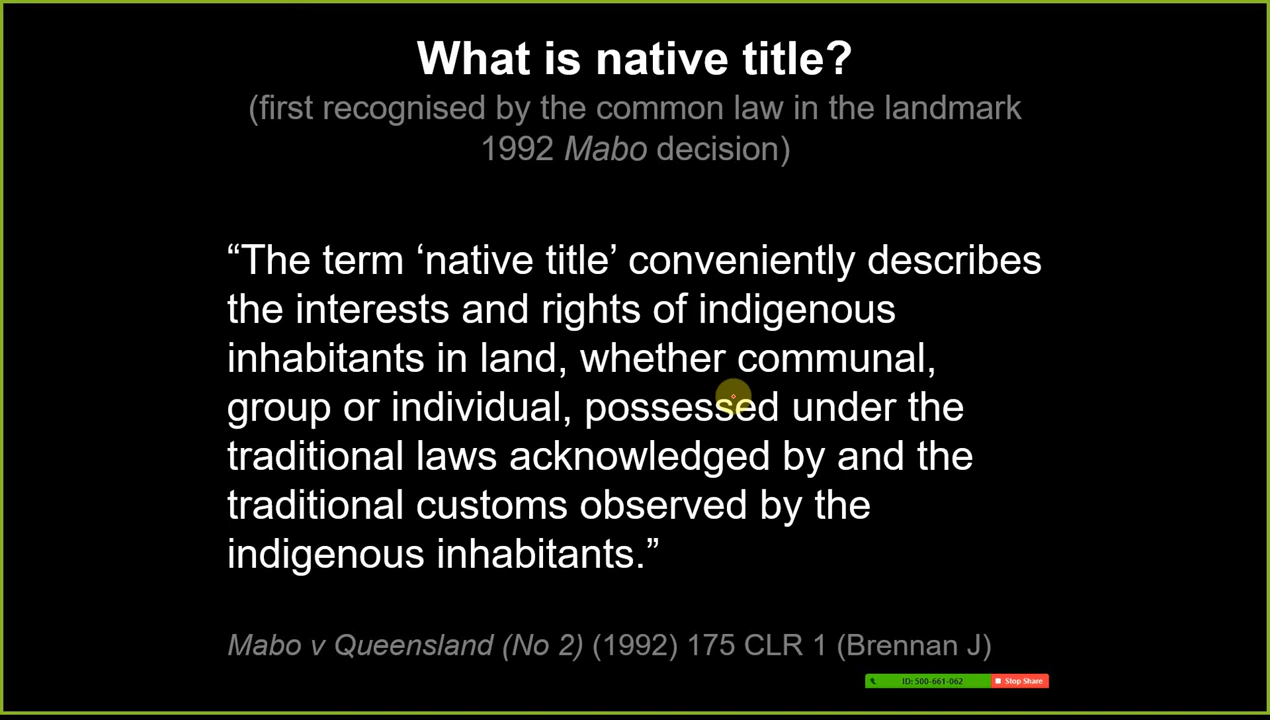 What is native title?
(first recognised by the common law in the landmark
1992 Mabo decision)
“The term ‘native title’ conveniently describes
the interests and rights of indigenous
inhabitants in land, whether communal,
group or individual, possessed under the
traditional laws acknowledged by and the
traditional customs observed by the
indigenous inhabitants.”
Mabo v Queensland (No 2) (1992) 175 CLR 1 (Brennan J)
ID: 500-661-062 Stop Share